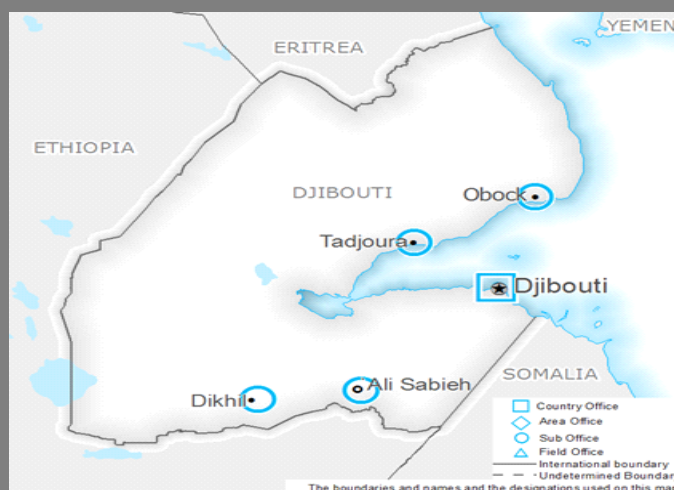 YEMEN
ERITREA
ETHIOPIA
DJIBOUTI
Obock
Tadjoura
Djibouti
SOMALIA
Ali Sabieh
Dikhil
Country Office
Area Office
Sub Office
Field Office
International boundary
Undetermined Boundar
The boundaries and names and the designations used on this map